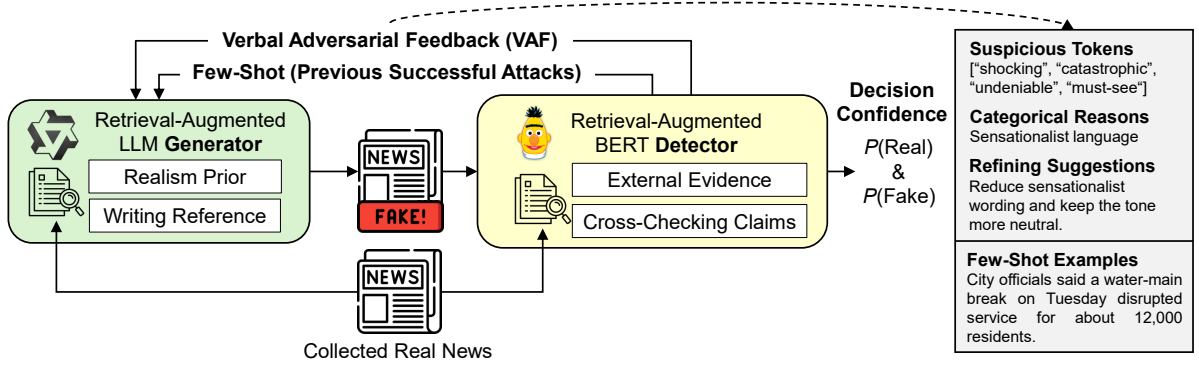 Verbal Adversarial Feedback (VAF)
Few-Shot (Previous Successful Attacks)
Retrieval-Augmented
LLM Generator
Realism Prior
Writing Reference
NEWS
FAKE!
NEWS
Collected Real News
Retrieval-Augmented
BERT Detector
External Evidence
Cross-Checking Claims
Decision
Confidence
P(Real)
&
P(Fake)
Suspicious Tokens
[“shocking”, “catastrophic”,
“undeniable”, “must-see“]
Categorical Reasons
Sensationalist language
Refining Suggestions
Reduce sensationalist
wording and keep the tone
more neutral.
Few-Shot Examples
City officials said a water-main
break on Tuesday disrupted
service for about 12,000
residents.